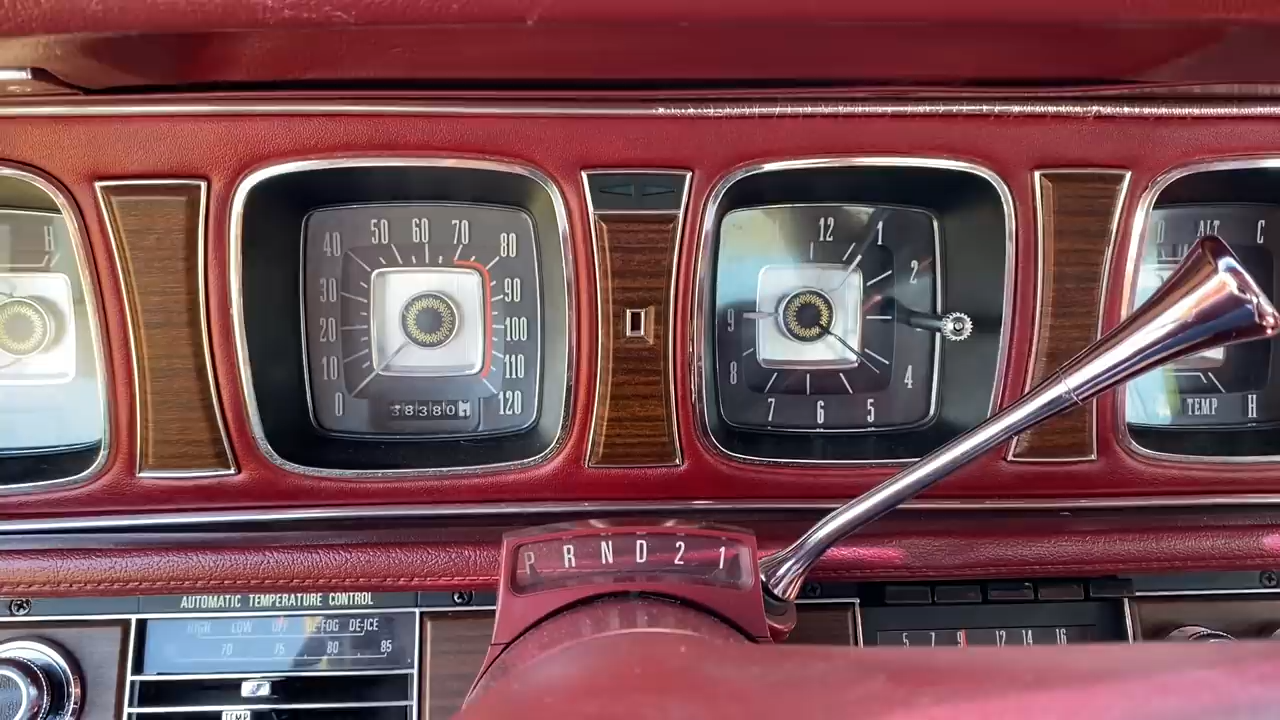 H
50 60 70
40 80
30 90
20 100
10 110
0 120
38380
12 1
2
9
8 4
7 6 5
ALT C
TEMP H
P R N D 2 1
AUTOMATIC TEMPERATURE CONTROL
HIGH LOW OFF DE-FOG DE-ICE
70 75 80 85
TEMP
5 7 9 12 14 16